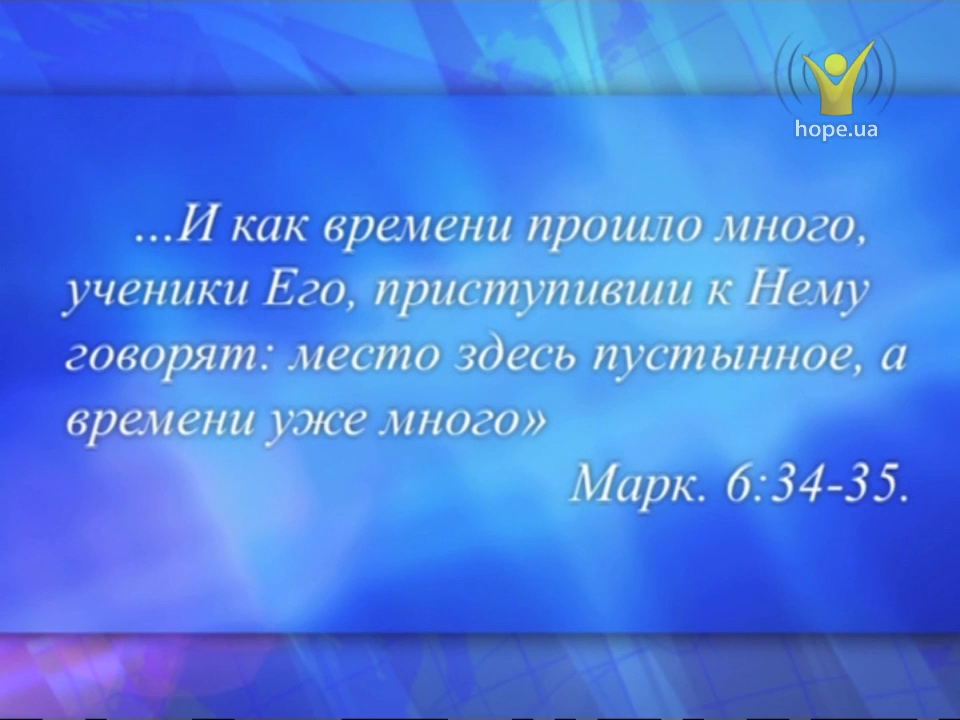 hope.ua
...И как времени прошло много,
ученики Его, приступивши к Нему
говорят: место здесь пустынное, а
времени уже много»
Марк. 6:34-35.